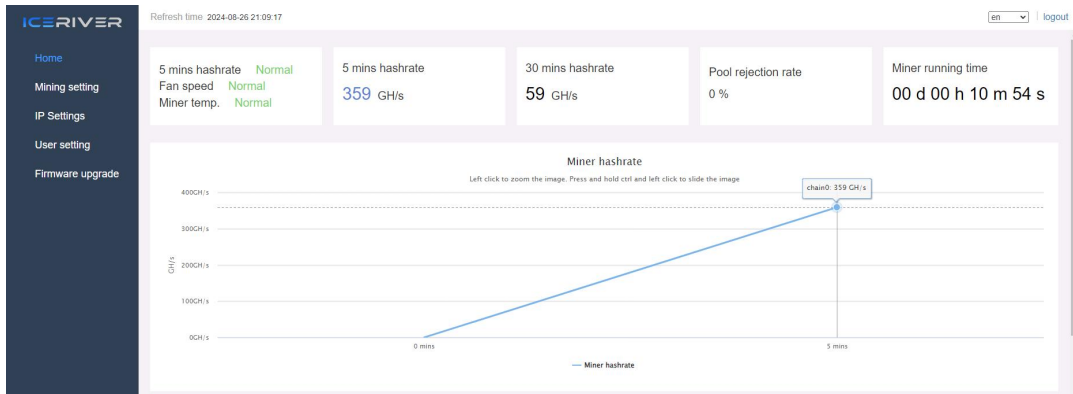 ICERIVER
Refresh time 2024-08-26 21:09:17
en
logout
Home
Mining setting
IP Settings
User setting
Firmware upgrade
5 mins hashrate Normal
Fan speed Normal
Miner temp. Normal
5 mins hashrate
359 GH/s
30 mins hashrate
59 GH/s
Pool rejection rate
0 %
Miner running time
00 d 00 h 10 m 54 s
Miner hashrate
Left click to zoom the image. Press and hold ctrl and left click to slide the image
chain0: 359 GH/s
400GH/s
300GH/s
200GH/s
100GH/s
0GH/s
GH/s
0 mins
5 mins
Miner hashrate